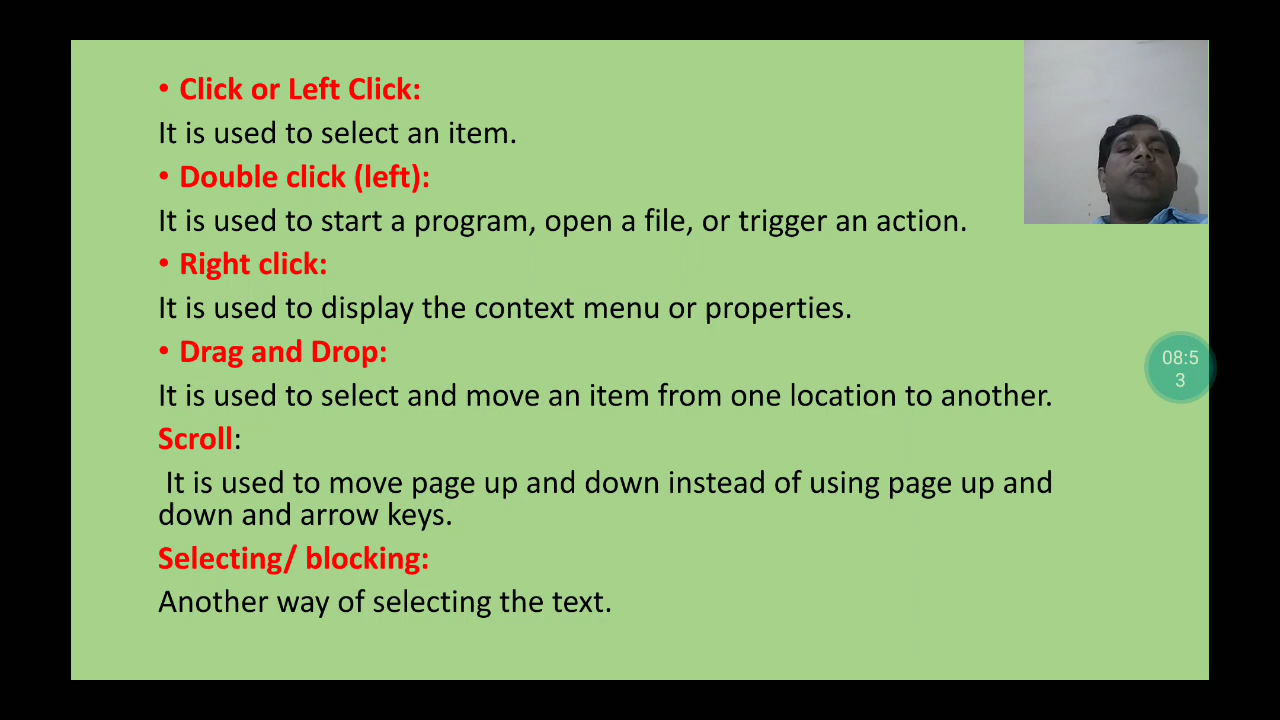 • Click or Left Click:
It is used to select an item.
• Double click (left):
It is used to start a program, open a file, or trigger an action.
• Right click:
It is used to display the context menu or properties.
• Drag and Drop:
It is used to select and move an item from one location to another.
Scroll:
It is used to move page up and down instead of using page up and
down and arrow keys.
Selecting/ blocking:
Another way of selecting the text.
08:5
3